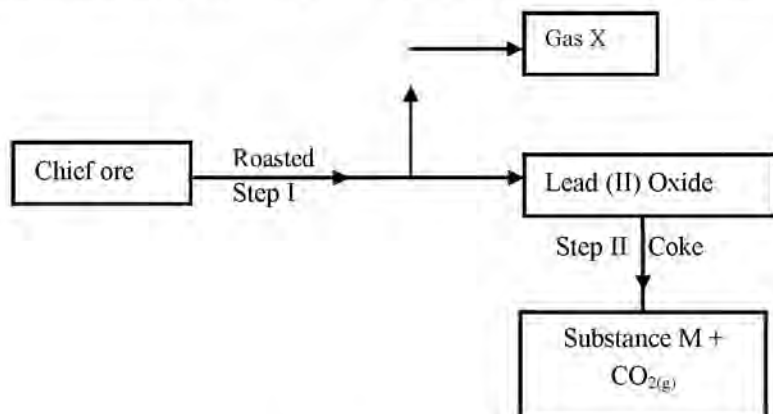 Gas X
Chief ore
Roasted
Step I
Lead (II) Oxide
Step II Coke
Substance M +
CO₂(g)